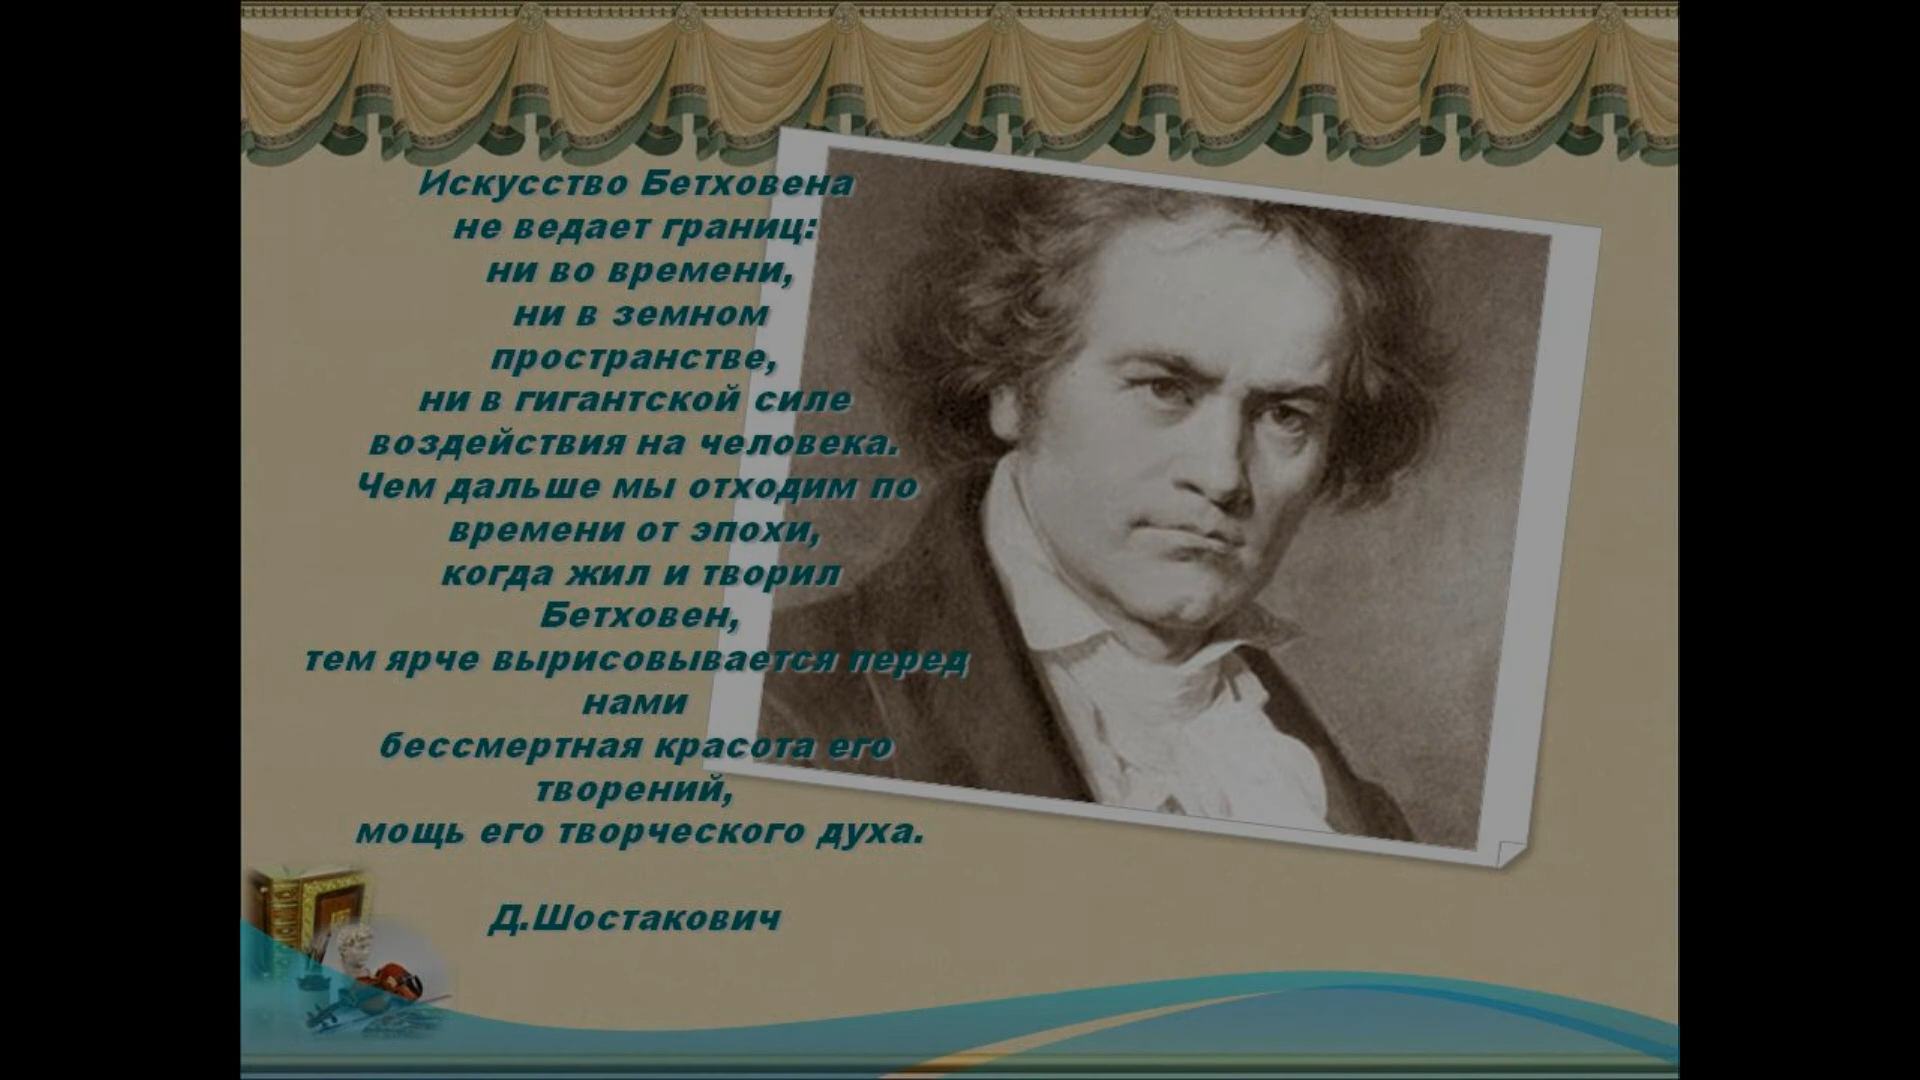 Искусство Бетховена
не ведает границ:
ни во времени,
ни в земном
пространстве,
ни в гигантской силе
воздействия на человека.
Чем дальше мы отходим по
времени от эпохи,
когда жил и творил
Бетховен,
тем ярче вырисовывается перед
нами
бессмертная красота его
творений,
мощь его творческого духа.
Д.Шостакович